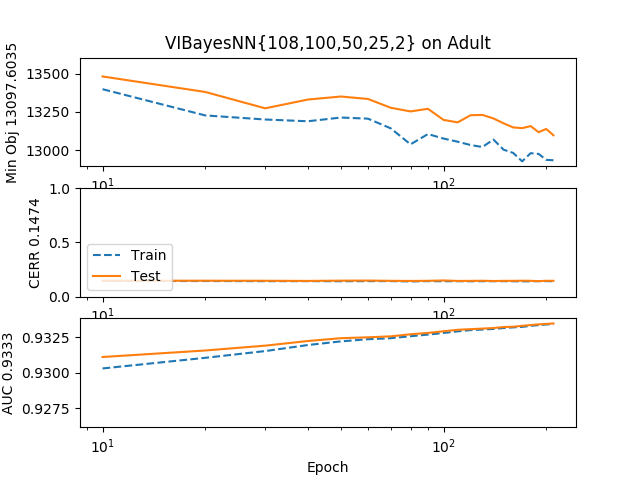 VIBayesNN{108,100,50,25,2} on Adult
Min Obj 13097.6035
13500
13250
13000
10¹
10²
CERR 0.1474
1.0
0.5
0.0
Train
Test
10¹
10²
AUC 0.9333
0.9325
0.9300
0.9275
10¹
10²
Epoch